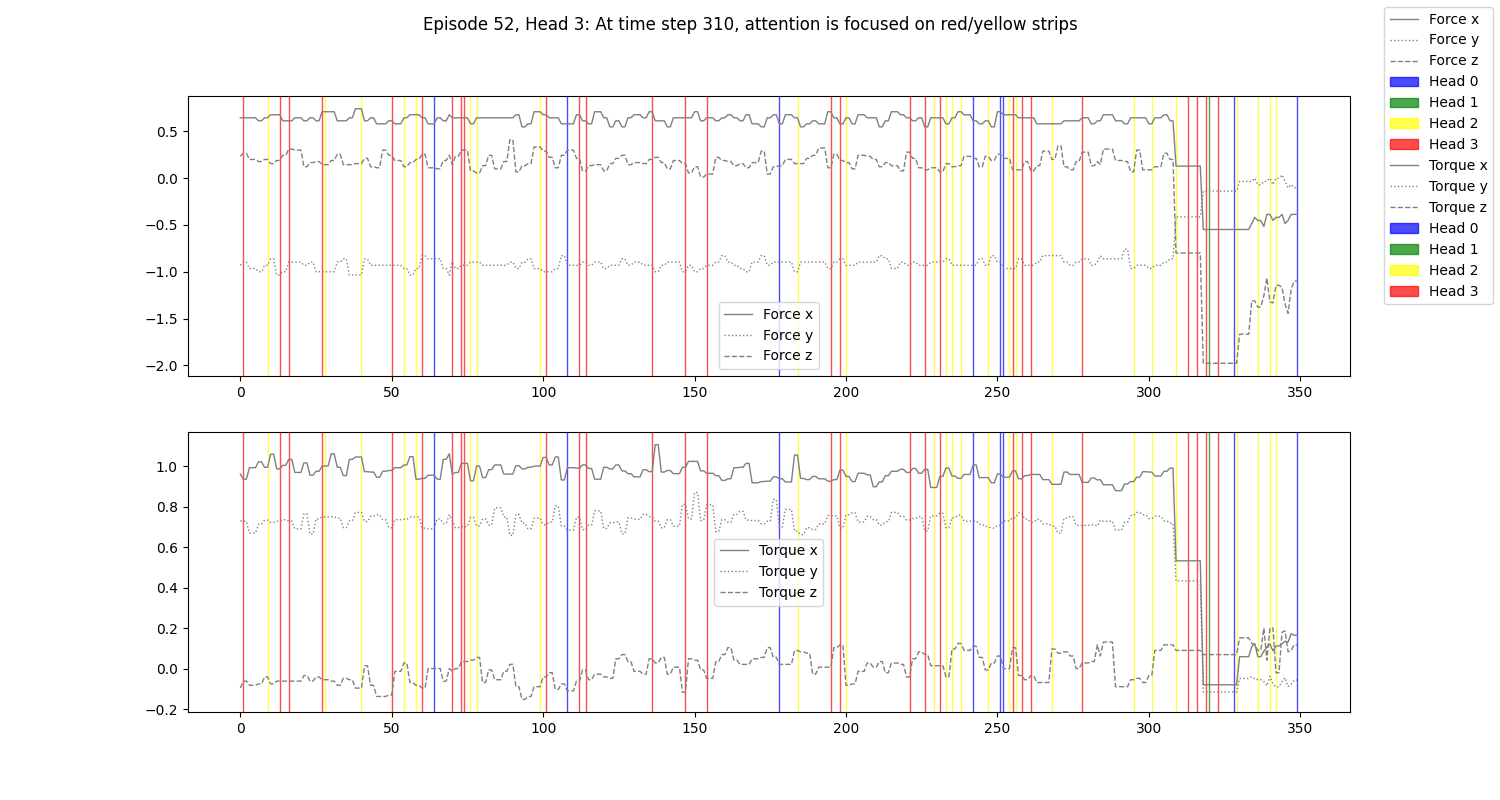 Episode 52, Head 3: At time step 310, attention is focused on red/yellow strips
Force x
Force y
Force z
Head 0
Head 1
Head 2
Head 3
Torque x
Torque y
Torque z
Head 0
Head 1
Head 2
Head 3
0.5
0.0
−0.5
−1.0
−1.5
−2.0
Force x
Force y
Force z
0 50 100 150 200 250 300 350
1.0
0.8
0.6
0.4
0.2
0.0
−0.2
Torque x
Torque y
Torque z
0 50 100 150 200 250 300 350